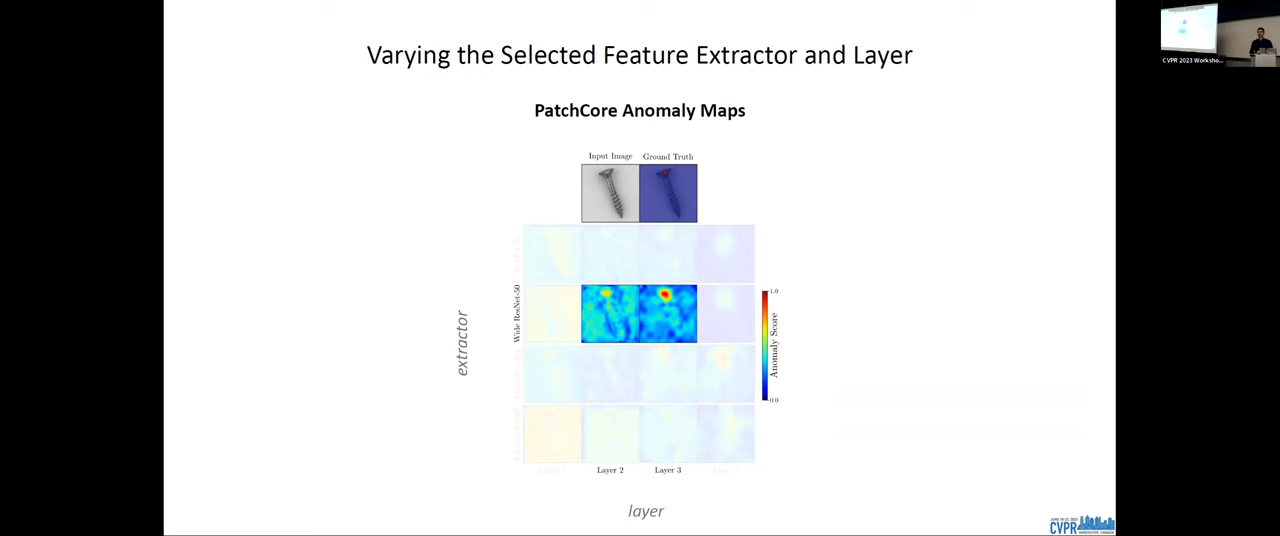 Varying the Selected Feature Extractor and Layer
PatchCore Anomaly Maps
Input Image
Ground Truth
extractor
Wide ResNet-50
1.0
Anomaly Score
0.0
Layer 2
Layer 3
layer
CVPR
CVPR 2023 Worksho...